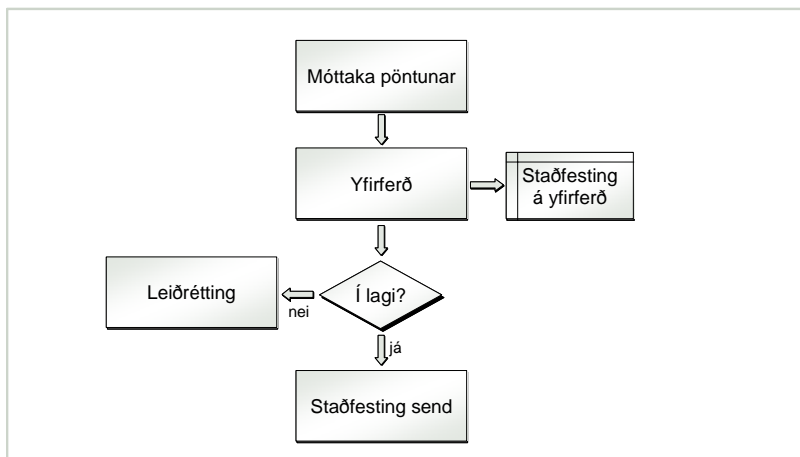 Móttaka pöntunar
Yfirferð
Staðfesting
á yfirferð
Leiðrétting
nei
Í lagi?
já
Staðfesting send